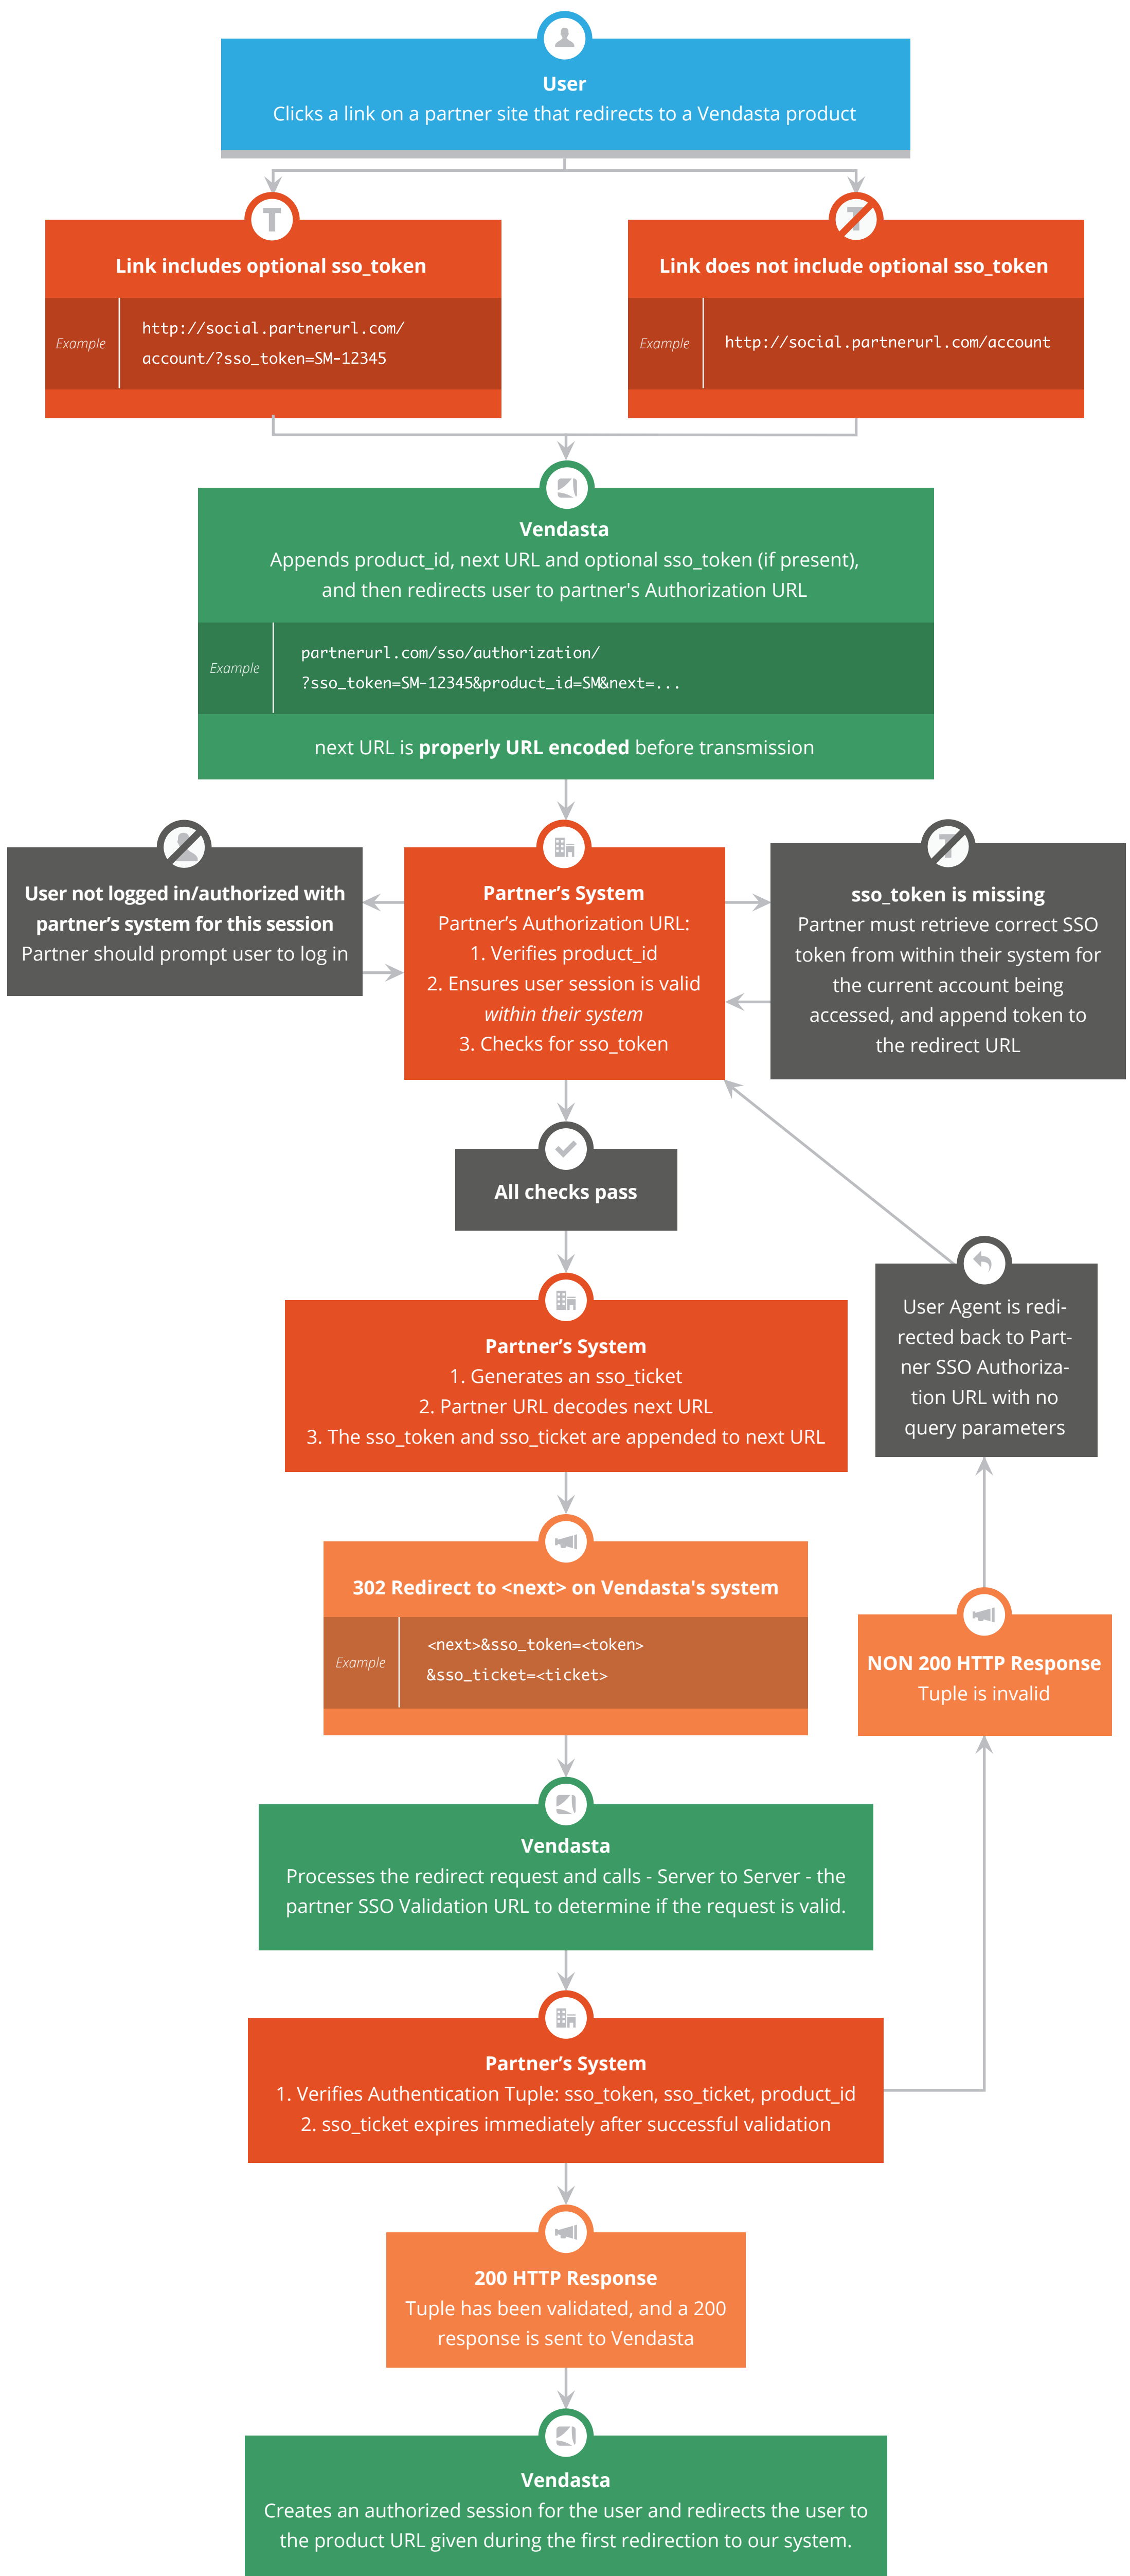 User
Clicks a link on a partner site that redirects to a Vendasta product
T
T
Link includes optional sso_token
Example
http://social.partnerurl.com/
account/?sso_token=SM-12345
Link does not include optional sso_token
Example
http://social.partnerurl.com/account
Vendasta
Appends product_id, next URL and optional sso_token (if present),
and then redirects user to partner's Authorization URL
Example
partnerurl.com/sso/authorization/
?sso_token=SM-12345&product_id=SM&next=...
next URL is properly URL encoded before transmission
User not logged in/authorized with
partner’s system for this session
Partner should prompt user to log in
Partner’s System
Partner’s Authorization URL:
1. Verifies product_id
2. Ensures user session is valid
within their system
3. Checks for sso_token
T
sso_token is missing
Partner must retrieve correct SSO
token from within their system for
the current account being
accessed, and append token to
the redirect URL
All checks pass
Partner’s System
1. Generates an sso_ticket
2. Partner URL decodes next URL
3. The sso_token and sso_ticket are appended to next URL
User Agent is redi-
rected back to Part-
ner SSO Authoriza-
tion URL with no
query parameters
302 Redirect to <next> on Vendasta's system
Example
<next>&sso_token=<token>
&sso_ticket=<ticket>
NON 200 HTTP Response
Tuple is invalid
Vendasta
Processes the redirect request and calls - Server to Server - the
partner SSO Validation URL to determine if the request is valid.
Partner’s System
1. Verifies Authentication Tuple: sso_token, sso_ticket, product_id
2. sso_ticket expires immediately after successful validation
200 HTTP Response
Tuple has been validated, and a 200
response is sent to Vendasta
Vendasta
Creates an authorized session for the user and redirects the user to
the product URL given during the first redirection to our system.